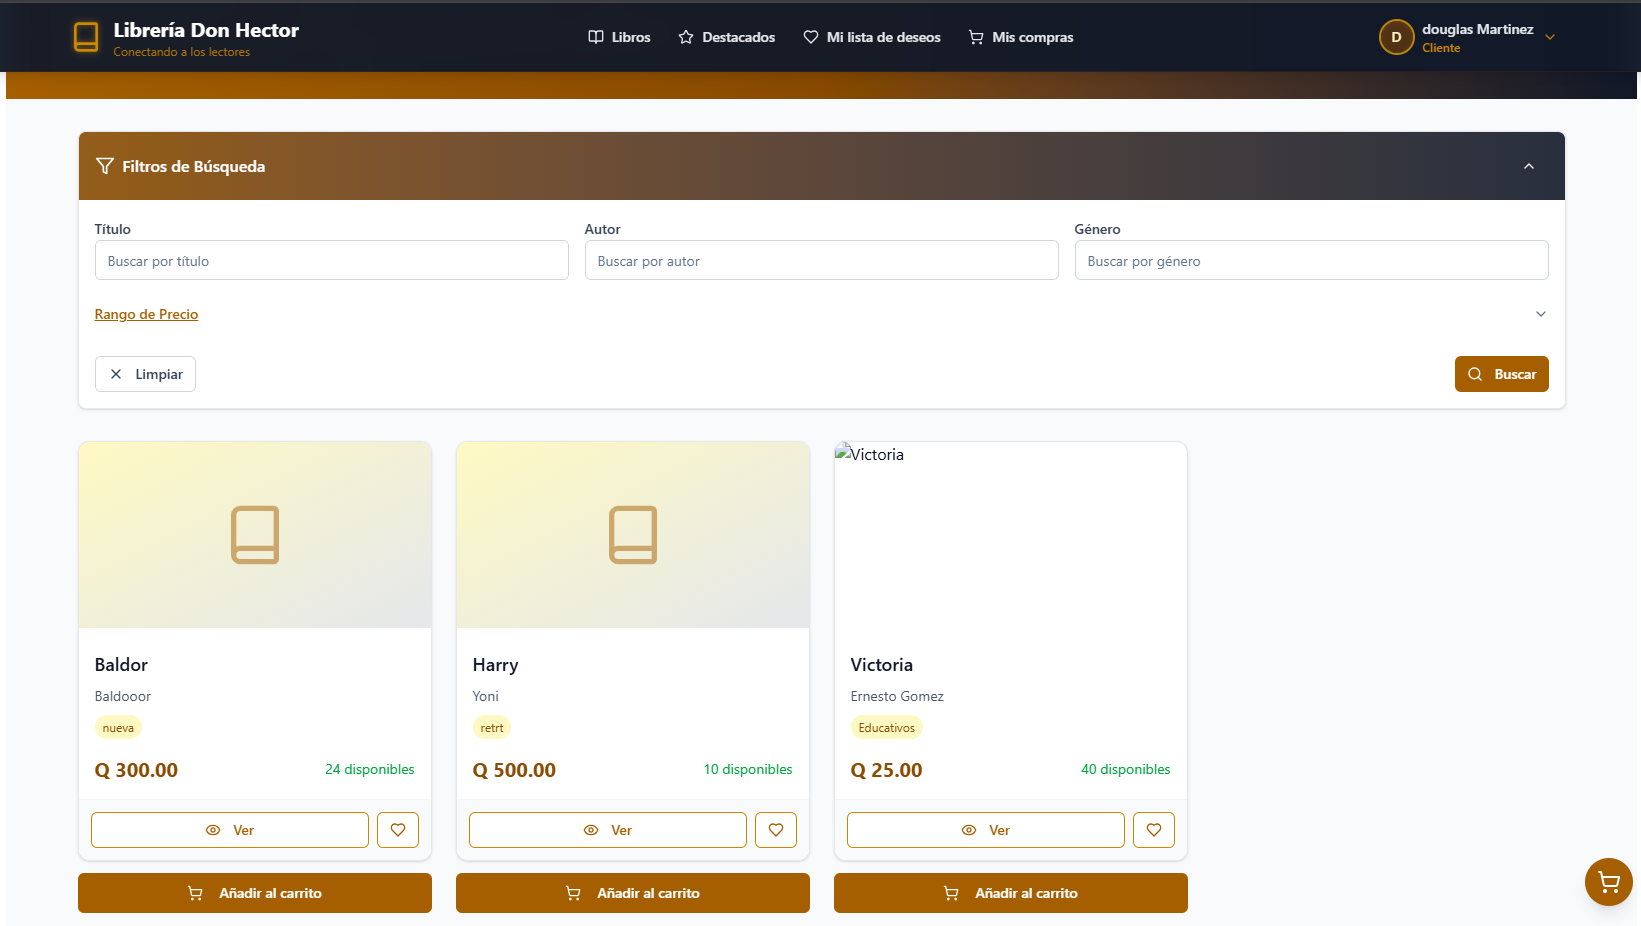 Librería Don Hector
Conectando a los lectores
Libros
Destacados
Mi lista de deseos
Mis compras
D
douglas Martinez
Cliente
Filtros de Búsqueda
Título
Autor
Género
Buscar por título
Buscar por autor
Buscar por género
Rango de Precio
Limpiar
Buscar
Victoria
Baldor
Baldooor
nueva
Q 300.00
24 disponibles
Ver
Añadir al carrito
Harry
Yoni
retrt
Q 500.00
10 disponibles
Ver
Añadir al carrito
Victoria
Ernesto Gomez
Educativos
Q 25.00
40 disponibles
Ver
Añadir al carrito